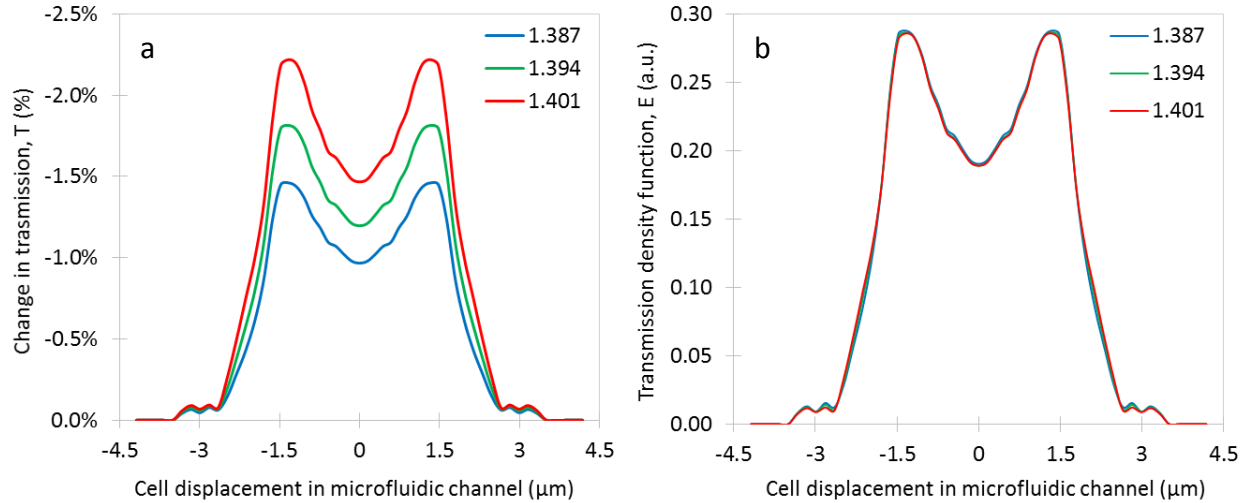 a
Change in trasmission, T (%)
-2.5%
-2.0%
-1.5%
-1.0%
-0.5%
0.0%
1.387
1.394
1.401
-4.5 -3 -1.5 0 1.5 3 4.5
Cell displacement in microfluidic channel (μm)
b
Transmission density function, E (a.u.)
0.30
0.25
0.20
0.15
0.10
0.05
0.00
1.387
1.394
1.401
-4.5 -3 -1.5 0 1.5 3 4.5
Cell displacement in microfluidic channel (μm)